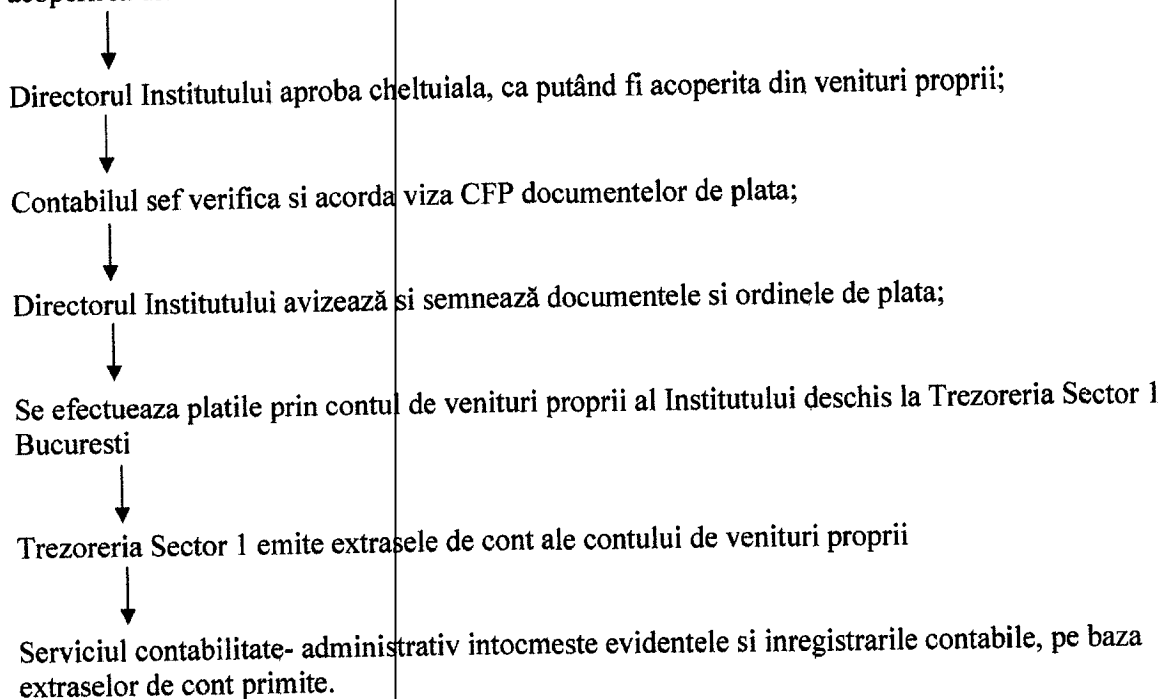 Directorul Institutului aproba cheltuiala, ca putând fi acoperita din venituri proprii;
Contabilul sef verifica si acorda viza CFP documentelor de plata;
Directorul Institutului avizează si semnează documentele si ordinele de plata;
Se efectueaza platile prin contul de venituri proprii al Institutului deschis la Trezoreria Sector 1
Bucuresti
Trezoreria Sector 1 emite extrasele de cont ale contului de venituri proprii
Serviciul contabilitate- administrativ intocmeste evidentele si inregistrarile contabile, pe baza
extraselor de cont primite.